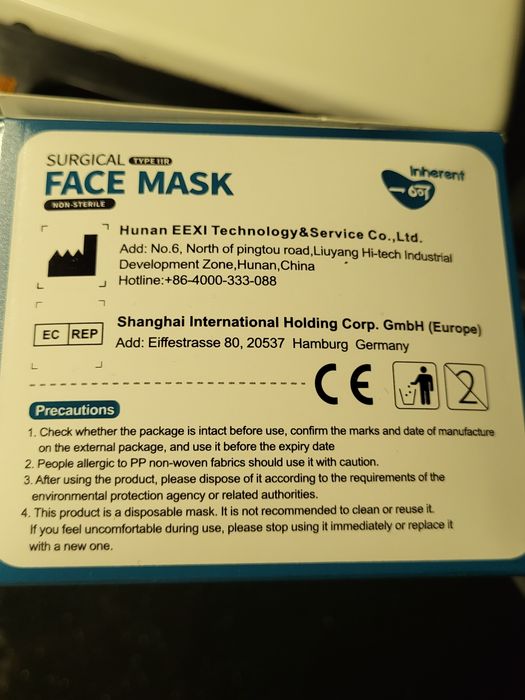 SURGICAL TYPE IIR
FACE MASK
NON-STERILE
Inherent
Hunan EEXI Technology&Service Co.,Ltd.
Add: No.6, North of pingtou road,Liuyang Hi-tech Industrial
Development Zone,Hunan,China
Hotline:+86-4000-333-088
EC REP
Shanghai International Holding Corp. GmbH (Europe)
Add: Eiffestrasse 80, 20537 Hamburg Germany
CE
2
Precautions
1. Check whether the package is intact before use, confirm the marks and date of manufacture
on the external package, and use it before the expiry date
2. People allergic to PP non-woven fabrics should use it with caution.
3. After using the product, please dispose of it according to the requirements of the
environmental protection agency or related authorities.
4. This product is a disposable mask. It is not recommended to clean or reuse it.
If you feel uncomfortable during use, please stop using it immediately or replace it
with a new one.